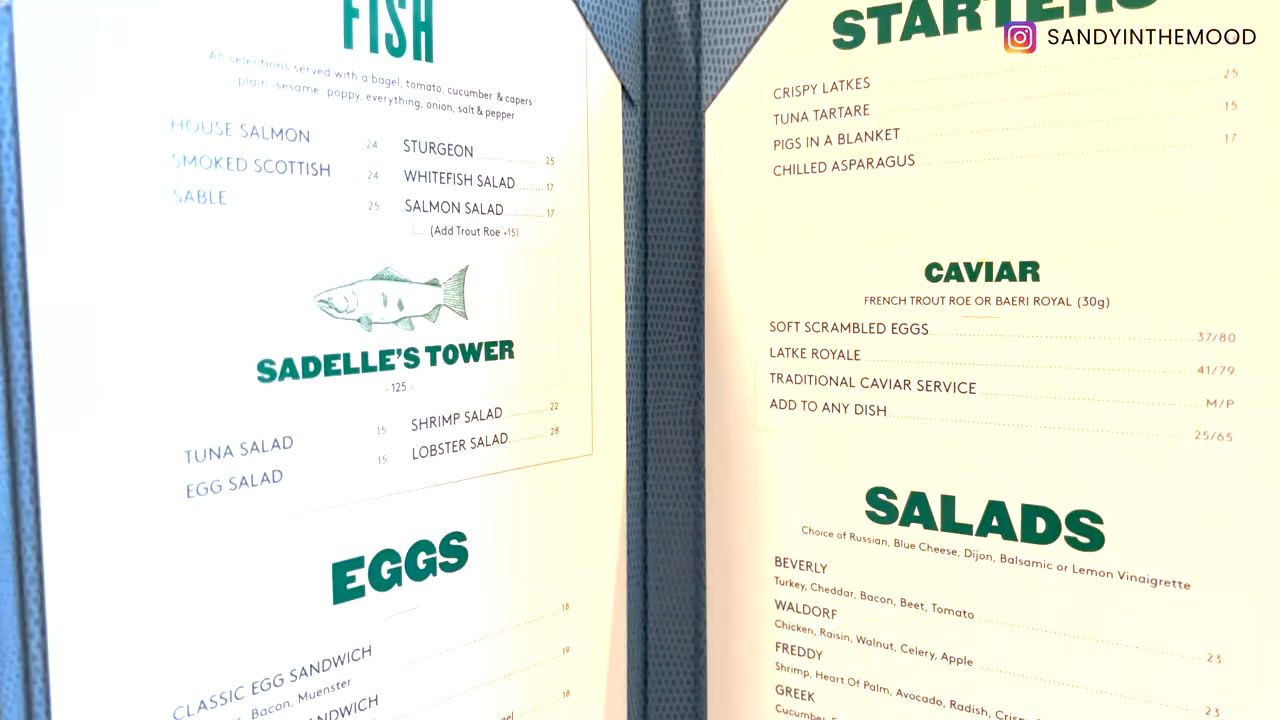 FISH
All selections served with a bagel, tomato, cucumber & capers
plain sesame poppy, everything, onion, salt & pepper
HOUSE SALMON 24
SMOKED SCOTTISH 24
SABLE 25
STURGEON 25
WHITEFISH SALAD 17
SALMON SALAD 17
(Add Trout Roe +15)
SADELLE'S TOWER
- 125 -
TUNA SALAD 15
EGG SALAD 15
SHRIMP SALAD 22
LOBSTER SALAD 28
EGGS
18
CLASSIC EGG SANDWICH 19
Bacon, Muenster
18
STARTERS
SANDYINTHEMOOD
CRISPY LATKES
TUNA TARTARE 25
PIGS IN A BLANKET 15
CHILLED ASPARAGUS 17
CAVIAR
FRENCH TROUT ROE OR BAERI ROYAL (30g)
SOFT SCRAMBLED EGGS 37/80
LATKE ROYALE 41/79
TRADITIONAL CAVIAR SERVICE M/P
ADD TO ANY DISH 25/65
SALADS
Choice of Russian, Blue Cheese, Dijon, Balsamic or Lemon Vinaigrette
BEVERLY
Turkey, Cheddar, Bacon, Beet, Tomato 23
WALDORF
Chicken, Raisin, Walnut, Celery, Apple 23
FREDDY
Shrimp, Heart Of Palm, Avocado, Radish,
GREEK